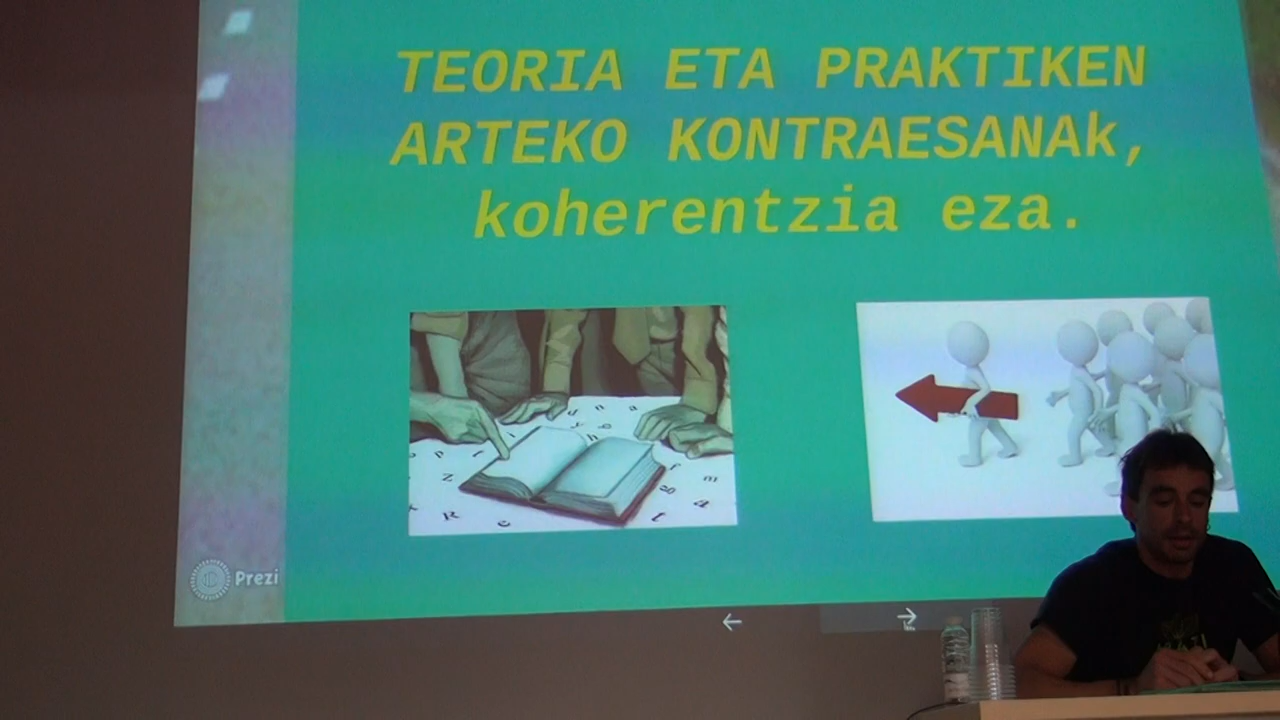 TEORIA ETA PRAKTIKEN
ARTEKO KONTRAESANAk,
koherentzia eza.
Prezi